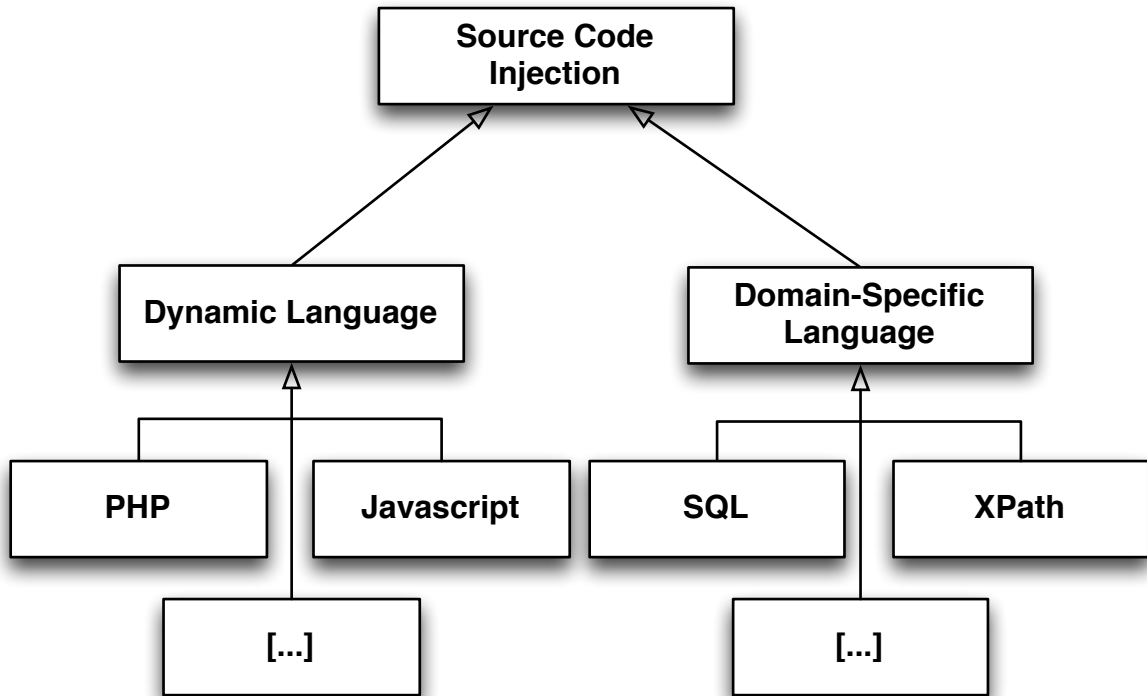 Source Code
Injection
Dynamic Language
Domain-Specific
Language
PHP
Javascript
SQL
XPath
[...]
[...]